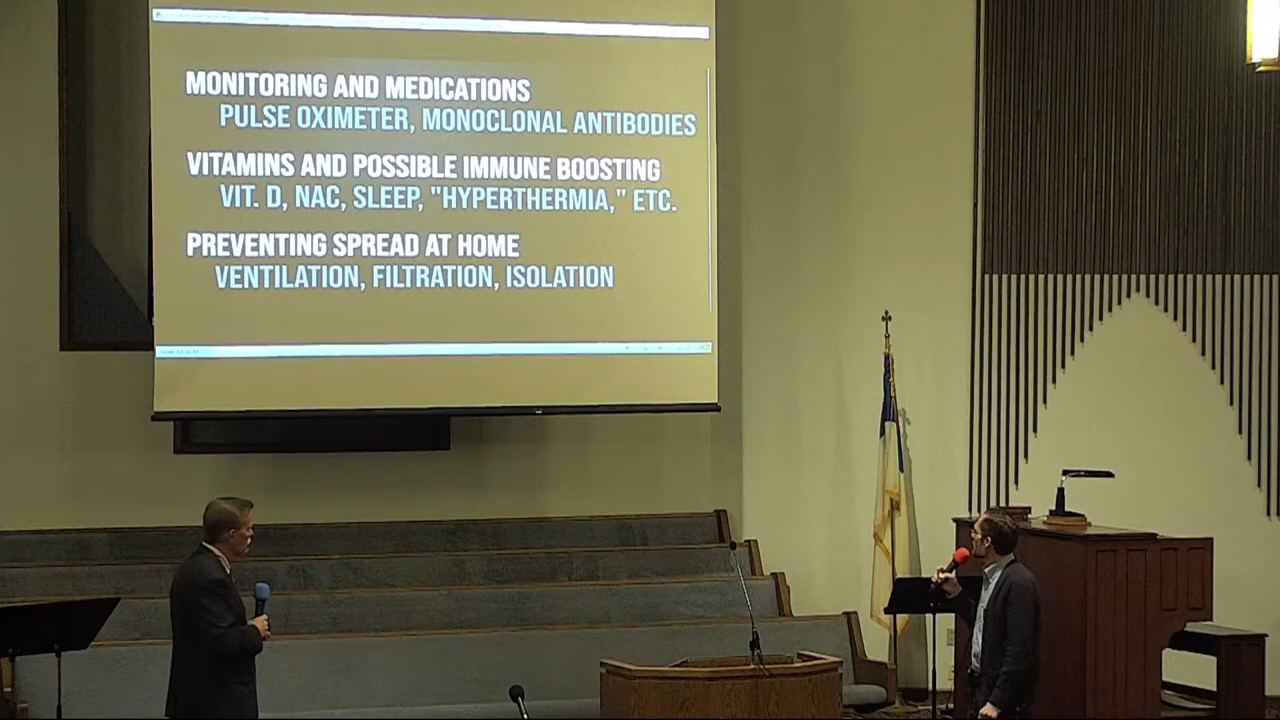 MONITORING AND MEDICATIONS
PULSE OXIMETER, MONOCLONAL ANTIBODIES
VITAMINS AND POSSIBLE IMMUNE BOOSTING
VIT. D, NAC, SLEEP, "HYPERTHERMIA," ETC.
PREVENTING SPREAD AT HOME
VENTILATION, FILTRATION, ISOLATION